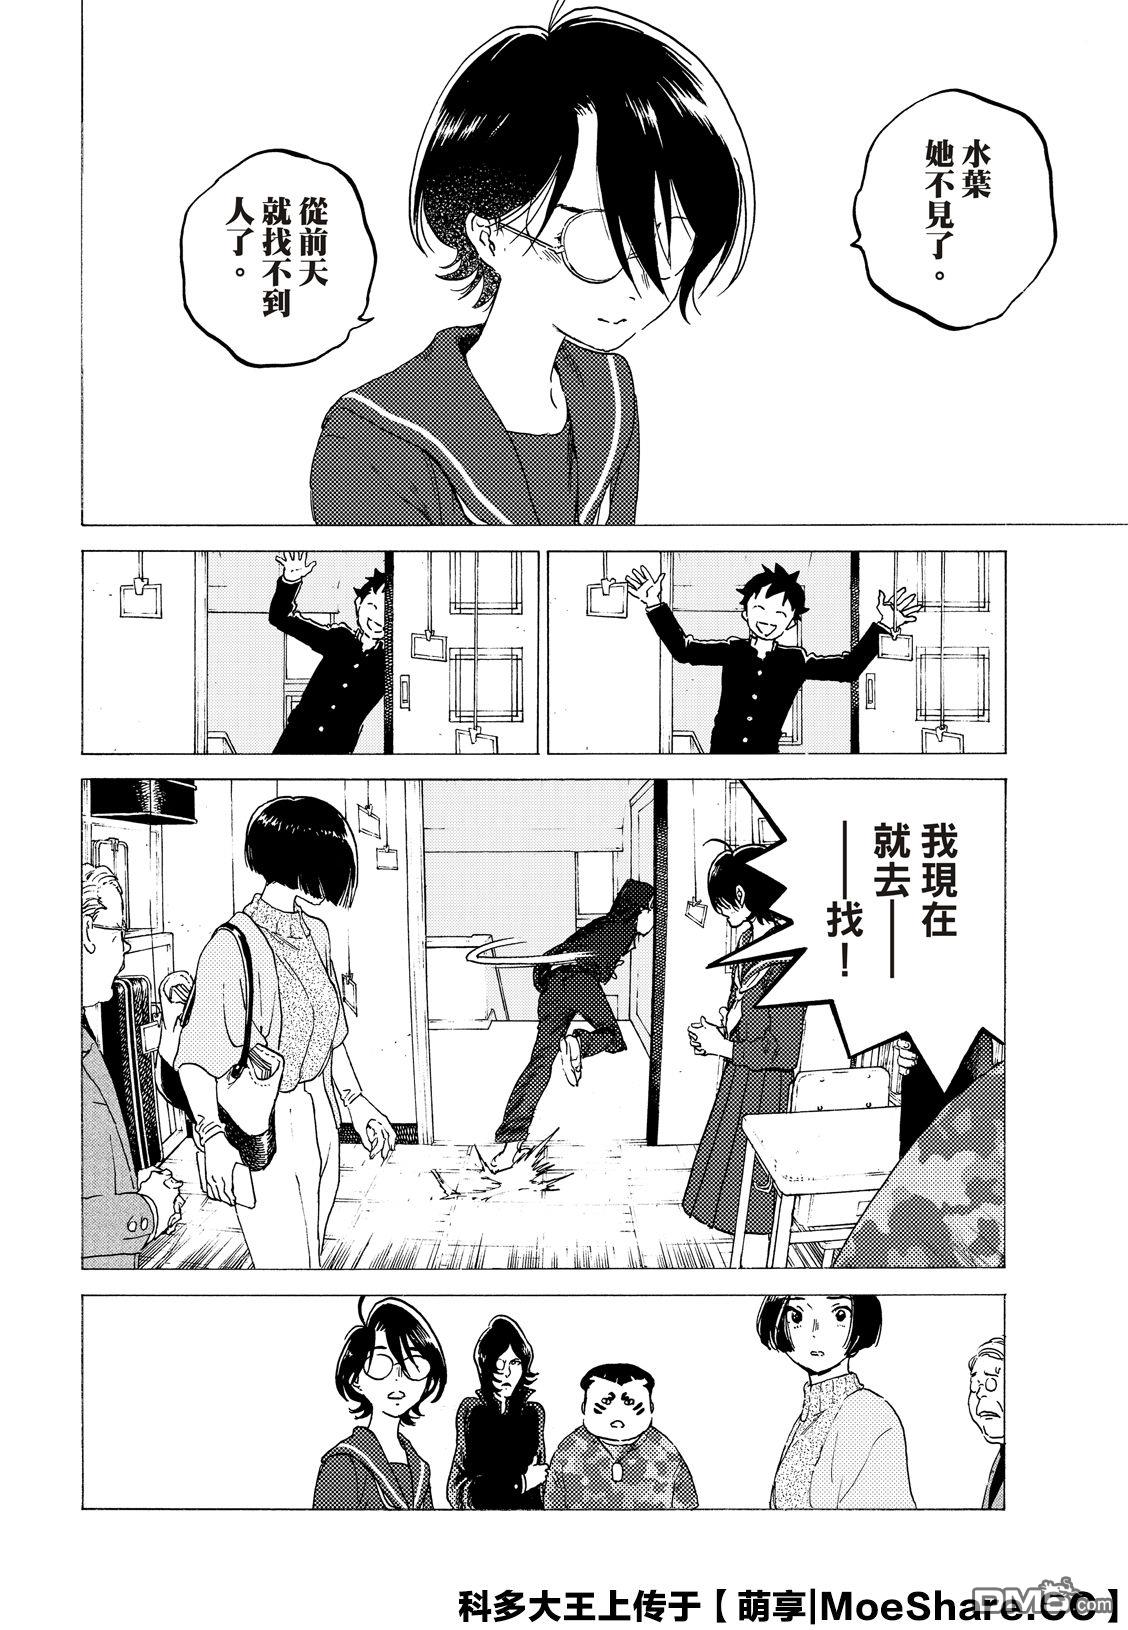 水葉
她不見了。
從前天
就找不到
人了。
我現在
就去——
——找！
科多大王上传于【萌享|MoeShare.CC】
DM5.com